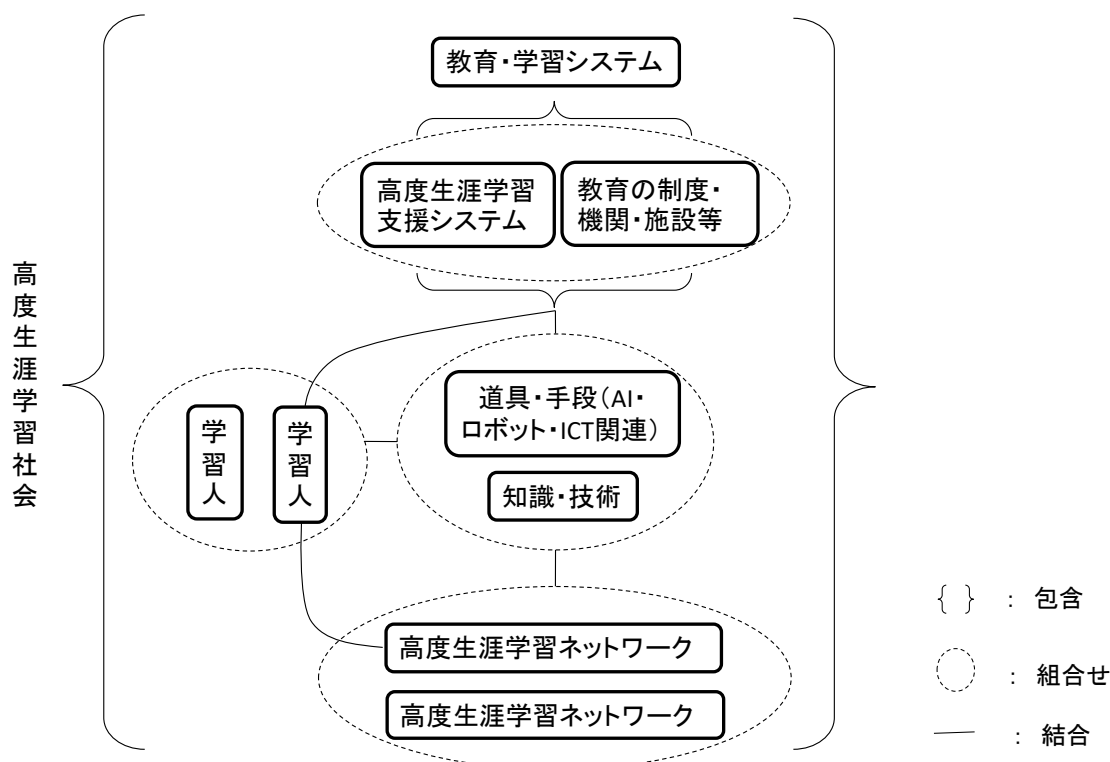 教育・学習システム
高度生涯学習
支援システム
教育の制度・
機関・施設等
高度生涯学習社会
道具・手段(AI・
ロボット・ICT関連)
学習人
学習人
知識・技術
高度生涯学習ネットワーク
高度生涯学習ネットワーク
{ } : 包含
: 組合せ
: 結合